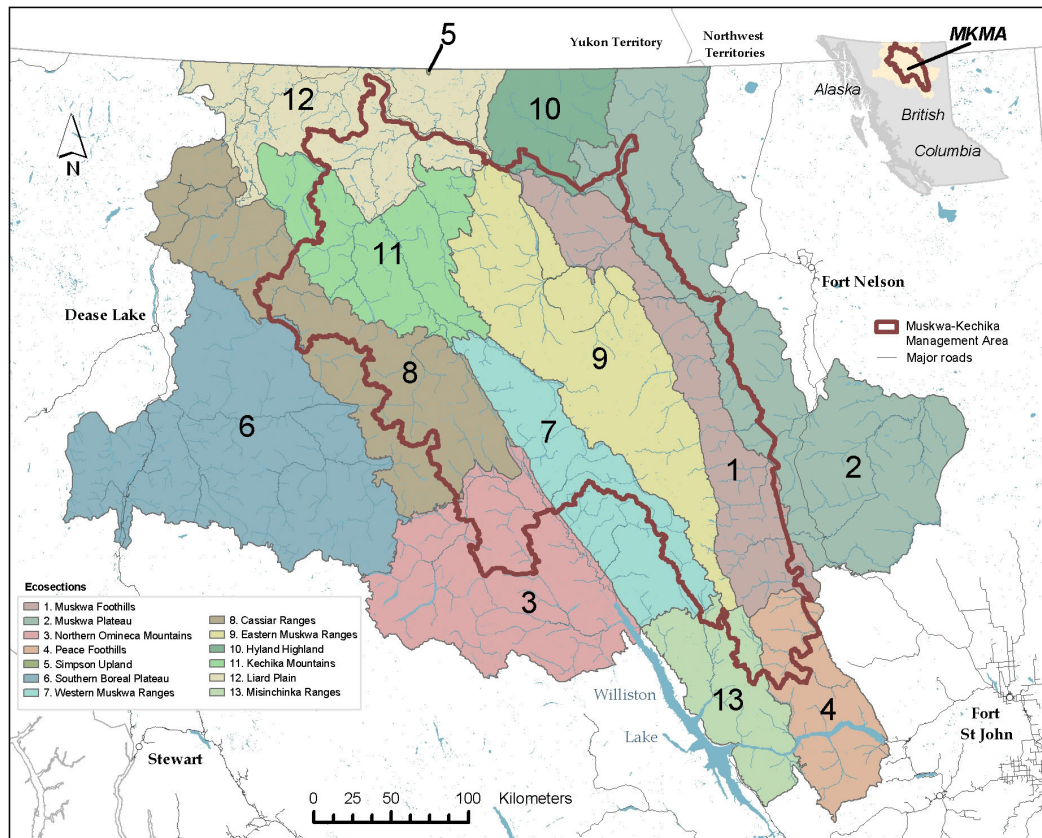 5
Yukon Territory
Northwest
Territories
MKMA
Alaska
British
Columbia
12
10
N
11
Fort Nelson
Dease Lake
Muskwa-Kechika
Management Area
Major roads
9
8
6
7
1
2
3
Ecosections
1. Muskwa Foothills
2. Muskwa Plateau
3. Northern Omineca Mountains
4. Peace Foothills
5. Simpson Upland
6. Southern Boreal Plateau
7. Western Muskwa Ranges
8. Cassiar Ranges
9. Eastern Muskwa Ranges
10. Hyland Highland
11. Kechika Mountains
12. Liard Plain
13. Misinchinka Ranges
Williston
Lake
13
4
Fort
St John
Stewart
0 25 50 100 Kilometers